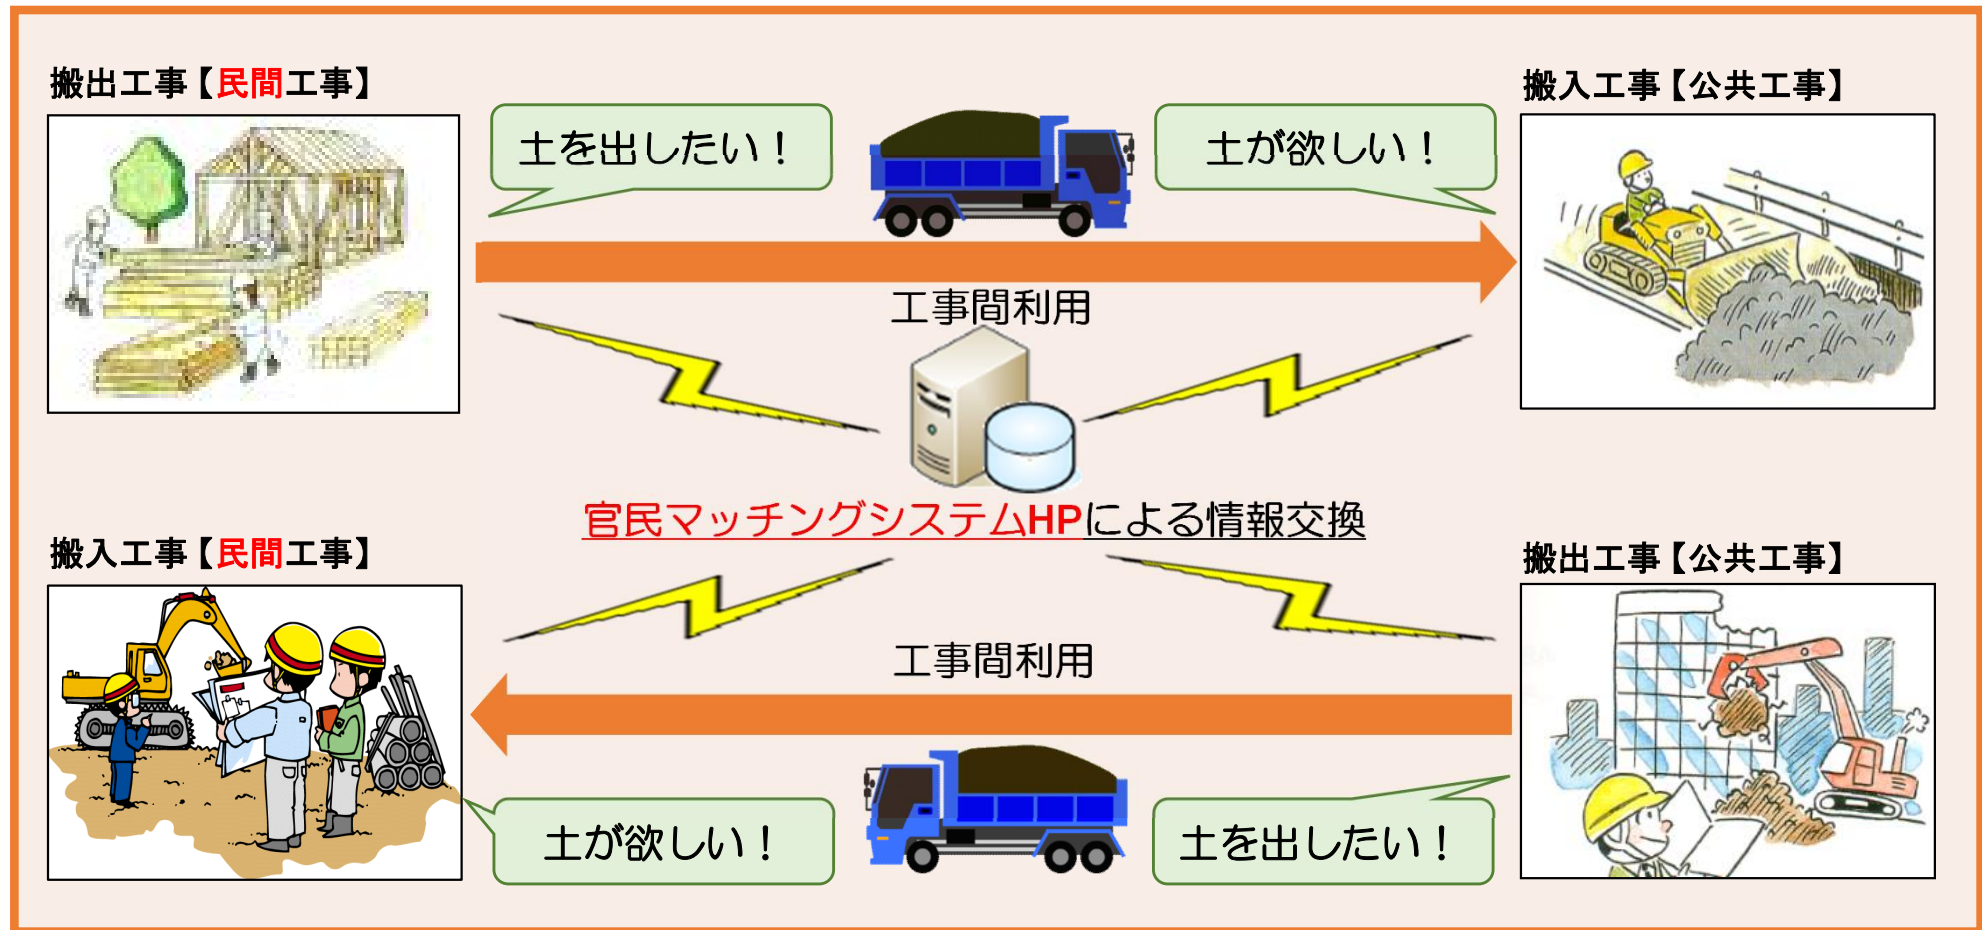 搬出工事【民間工事】
土を出したい！
土が欲しい！
搬入工事【公共工事】
工事間利用
官民マッチングシステムHPによる情報交換
搬入工事【民間工事】
搬出工事【公共工事】
工事間利用
土が欲しい！
土を出したい！